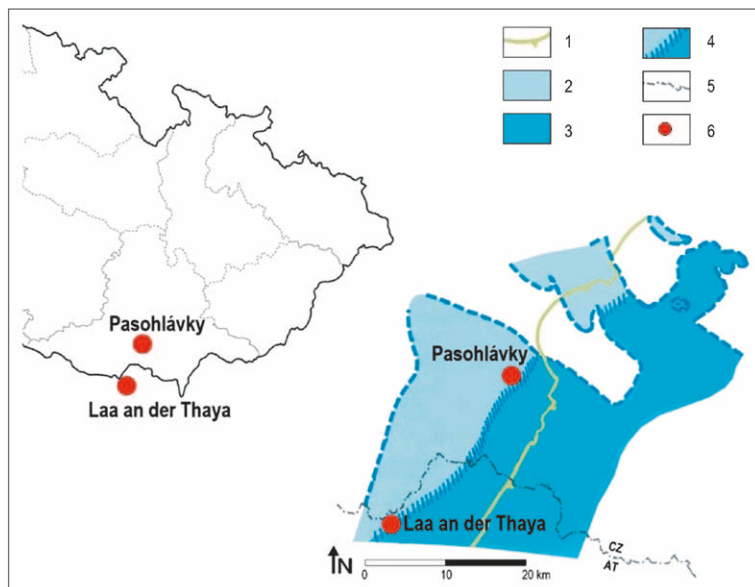 1
2
3
4
5
6
Pasohlávky
Laa an der Thaya
Pasohlávky
Laa an der Thaya
CZ
AT
N
0 10 20 km